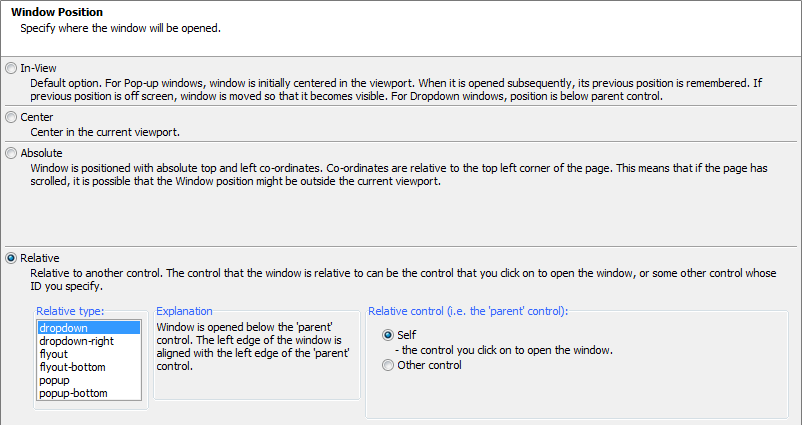 Window Position
Specify where the window will be opened.
In-View
Default option. For Pop-up windows, window is initially centered in the viewport. When it is opened subsequently, its previous position is remembered. If
previous position is off screen, window is moved so that it becomes visible. For Dropdown windows, position is below parent control.
Center
Center in the current viewport.
Absolute
Window is positioned with absolute top and left co-ordinates. Co-ordinates are relative to the top left corner of the page. This means that if the page has
scrolled, it is possible that the Window position might be outside the current viewport.
Relative
Relative to another control. The control that the window is relative to can be the control that you click on to open the window, or some other control whose
ID you specify.
Relative type:
dropdown
dropdown-right
flyout
flyout-bottom
popup
popup-bottom
Explanation
Window is opened below the 'parent'
control. The left edge of the window is
aligned with the left edge of the 'parent'
control.
Relative control (i.e. the 'parent' control):
Self
- the control you click on to open the window.
Other control